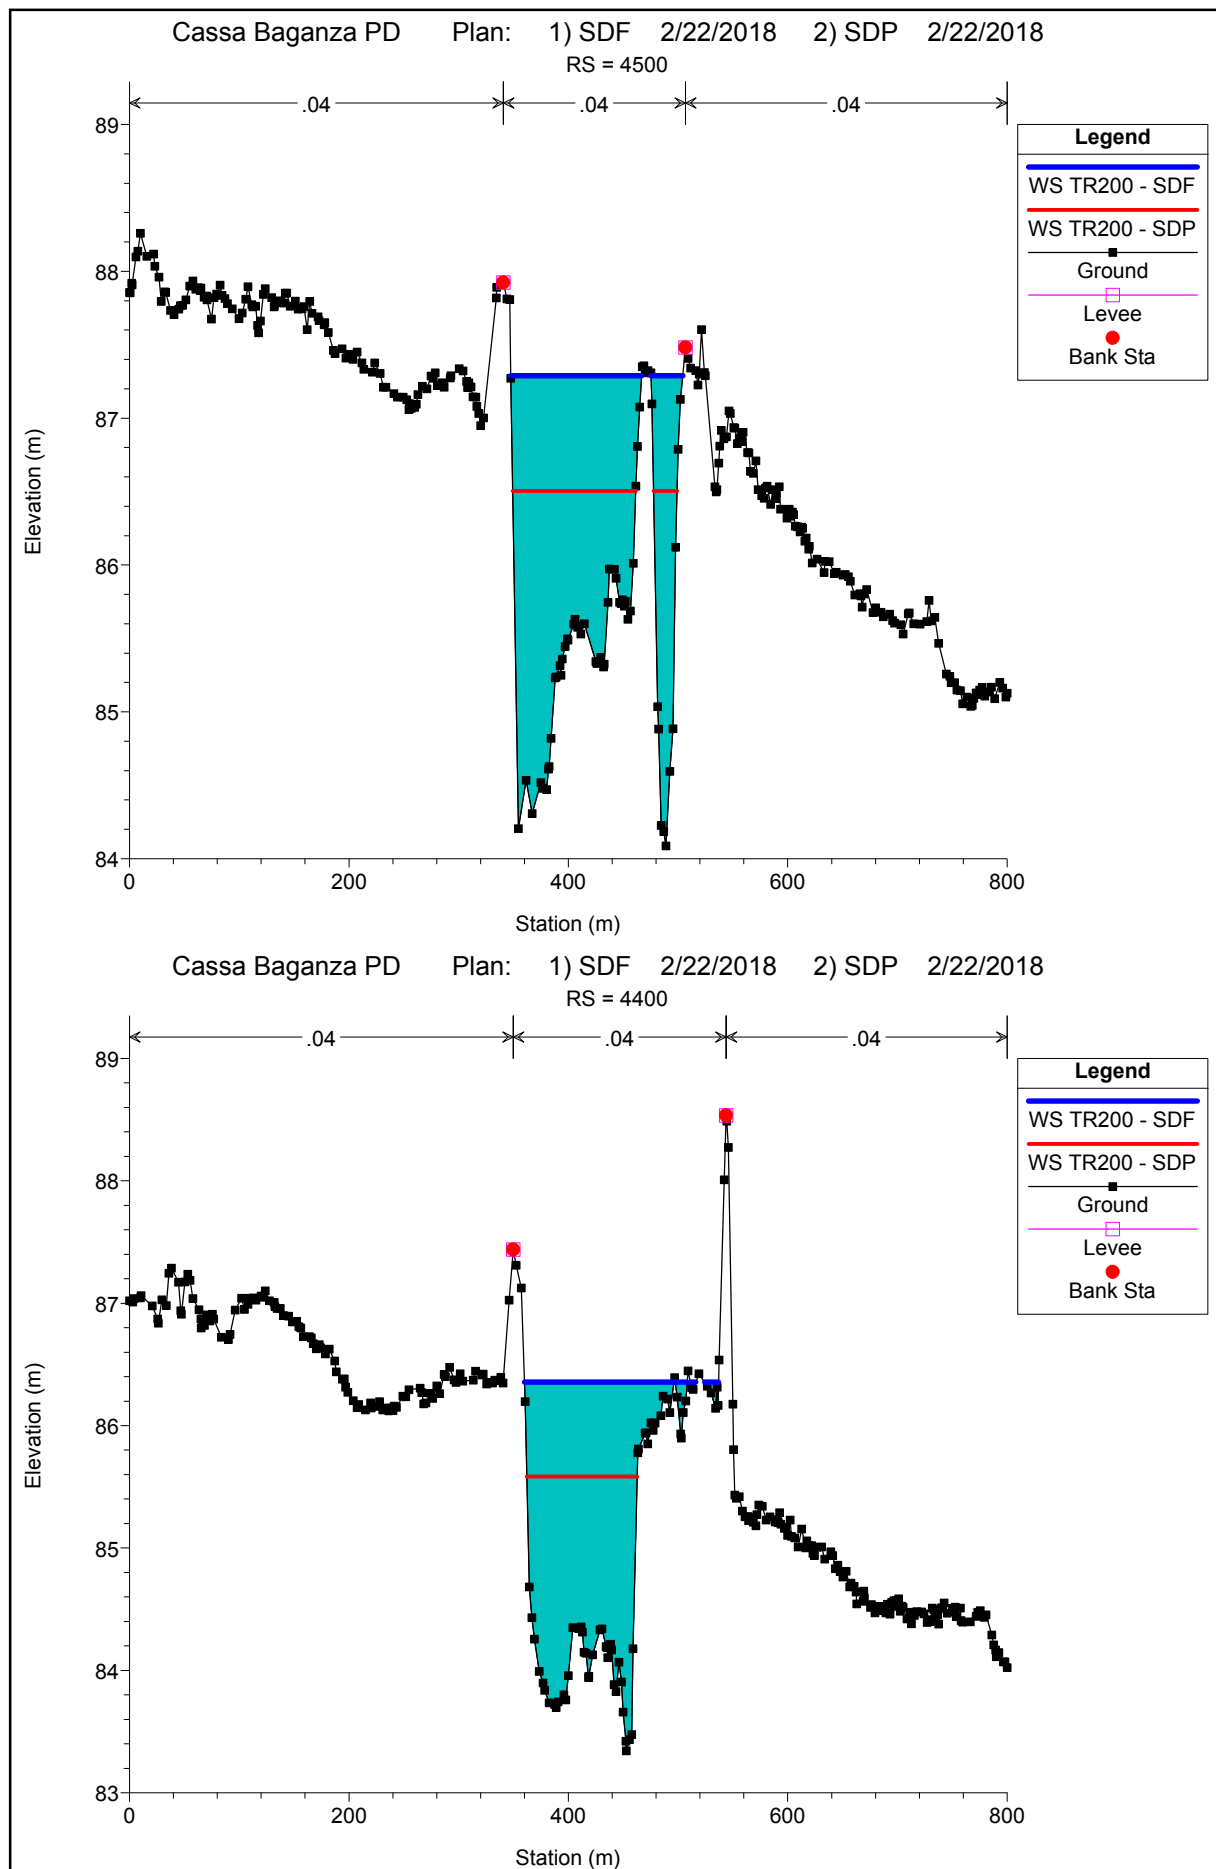 Cassa Baganza PD Plan: 1) SDF 2/22/2018 2) SDP 2/22/2018
RS = 4500
.04 .04 .04
89
88
87
86
85
84
Elevation (m)
0 200 400 600 800
Station (m)
Legend
WS TR200 - SDF
WS TR200 - SDP
Ground
Levee
Bank Sta
Cassa Baganza PD Plan: 1) SDF 2/22/2018 2) SDP 2/22/2018
RS = 4400
.04 .04 .04
89
88
87
86
85
84
83
Elevation (m)
0 200 400 600 800
Station (m)
Legend
WS TR200 - SDF
WS TR200 - SDP
Ground
Levee
Bank Sta